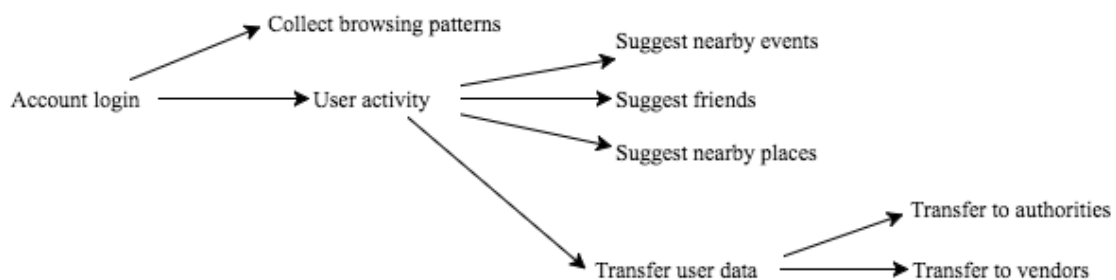 Collect browsing patterns
Suggest nearby events
Account login
User activity
Suggest friends
Suggest nearby places
Transfer to authorities
Transfer user data
Transfer to vendors